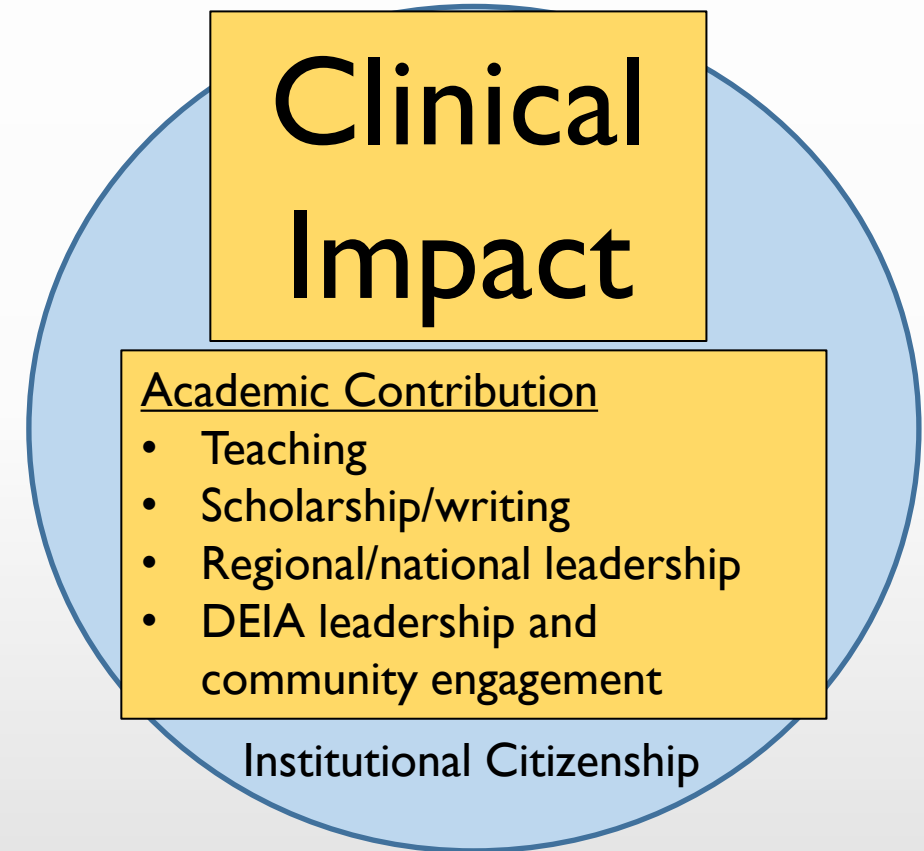 Clinical
Impact
Academic Contribution
• Teaching
• Scholarship/writing
• Regional/national leadership
• DEIA leadership and
community engagement
Institutional Citizenship